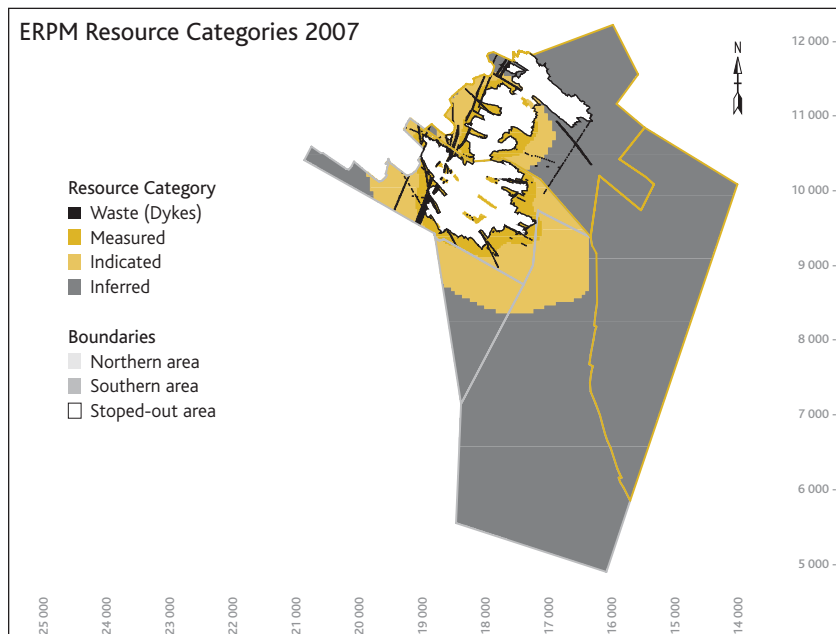 ERPM Resource Categories 2007
N
Resource Category
Waste (Dykes)
Measured
Indicated
Inferred
Boundaries
Northern area
Southern area
Stoped-out area
12 000 -
11 000 -
10 000 -
9 000 -
8 000 -
7 000 -
6 000 -
5 000 -
25 000
24 000
23 000
22 000
21 000
20 000
19 000
18 000
17 000
16 000
15 000
14 000